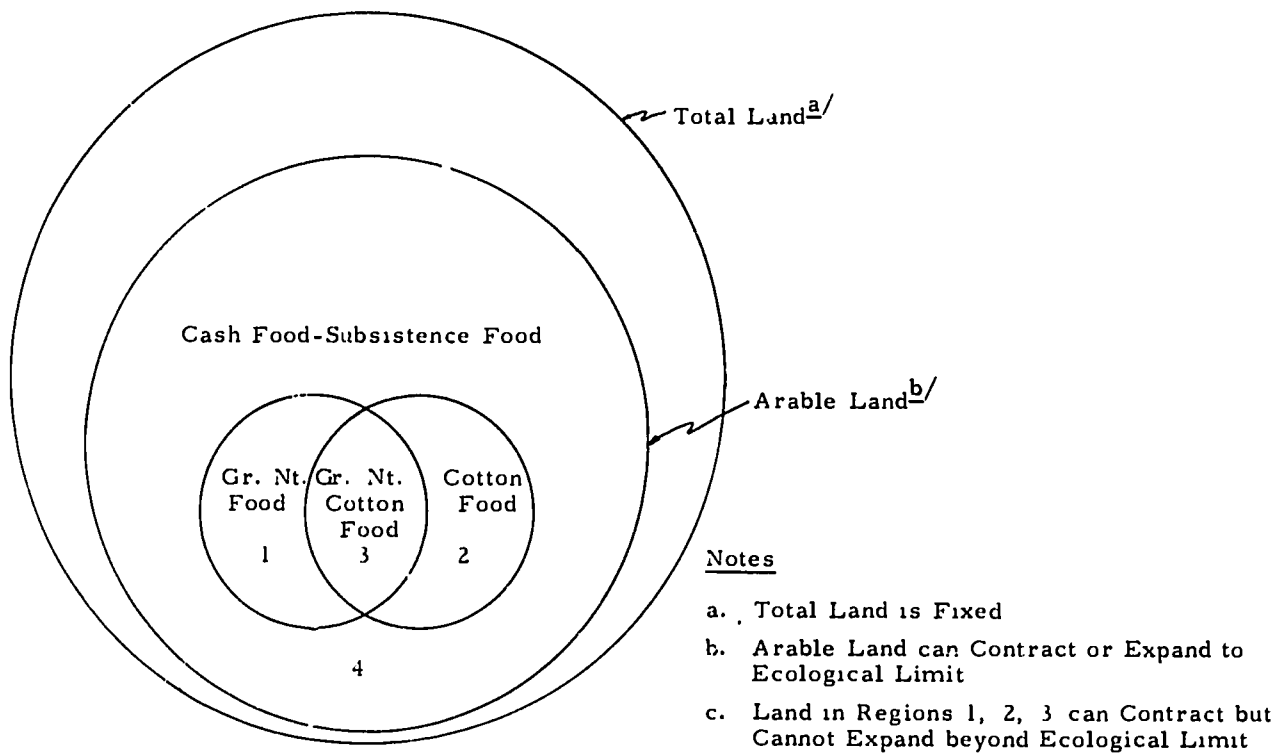 Total Land a/
Cash Food-Subsistence Food
Arable Land b/
Gr. Nt.
Food
1
Gr. Nt.
Cotton
Food
3
Cotton
Food
2
4
Notes
a. Total Land is Fixed
b. Arable Land can Contract or Expand to
Ecological Limit
c. Land in Regions 1, 2, 3 can Contract but
Cannot Expand beyond Ecological Limit